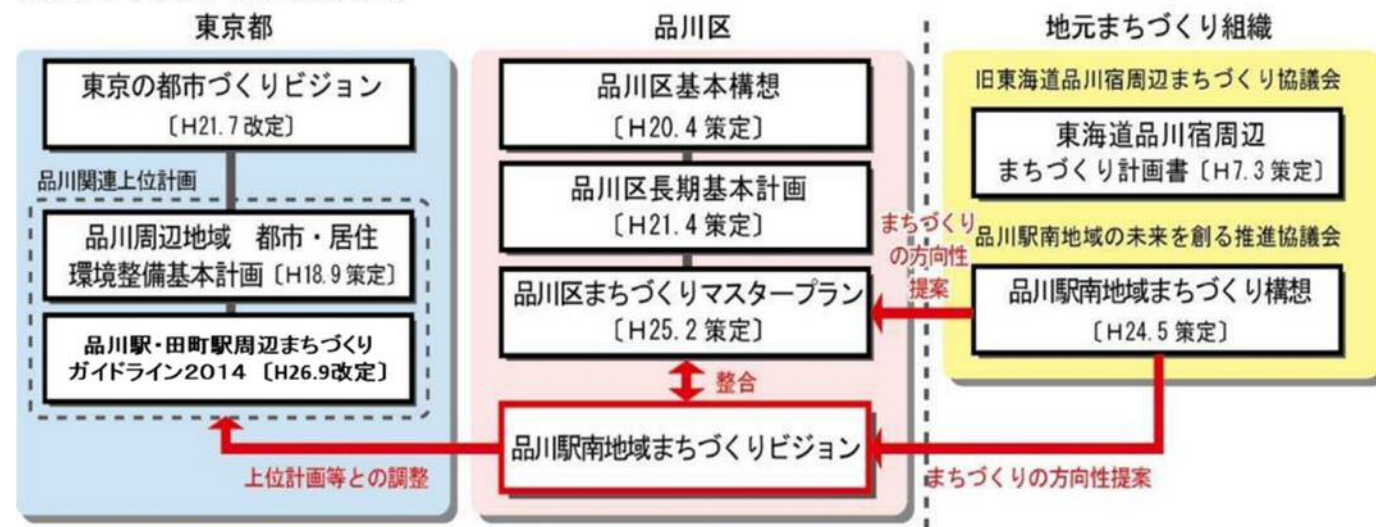 東京都
東京の都市づくりビジョン
〔H21.7改定〕
品川関連上位計画
品川周辺地域 都市・居住
環境整備基本計画〔H18.9策定〕
品川駅・田町駅周辺まちづくり
ガイドライン2014 〔H26.9改定〕
上位計画等との調整
品川区
品川区基本構想
〔H20.4策定〕
品川区長期基本計画
〔H21.4策定〕
品川区まちづくりマスタープラン
〔H25.2策定〕
整合
品川駅南地域まちづくりビジョン
まちづくり
の方向性
提案
地元まちづくり組織
旧東海道品川宿周辺まちづくり協議会
東海道品川宿周辺
まちづくり計画書〔H7.3策定〕
品川駅南地域の未来を創る推進協議会
品川駅南地域まちづくり構想
〔H24.5策定〕
まちづくりの方向性提案